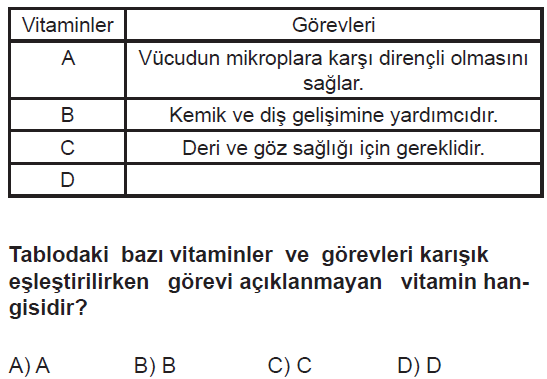 Vitaminler Görevleri
A Vücudun mikroplara karşı dirençli olmasını
sağlar.
B Kemik ve diş gelişimine yardımcıdır.
C Deri ve göz sağlığı için gereklidir.
D
Tablodaki bazı vitaminler ve görevleri karışık
eşleştirilirken görevi açıklanmayan vitamin han-
gisidir?
A) A B) B C) C D) D